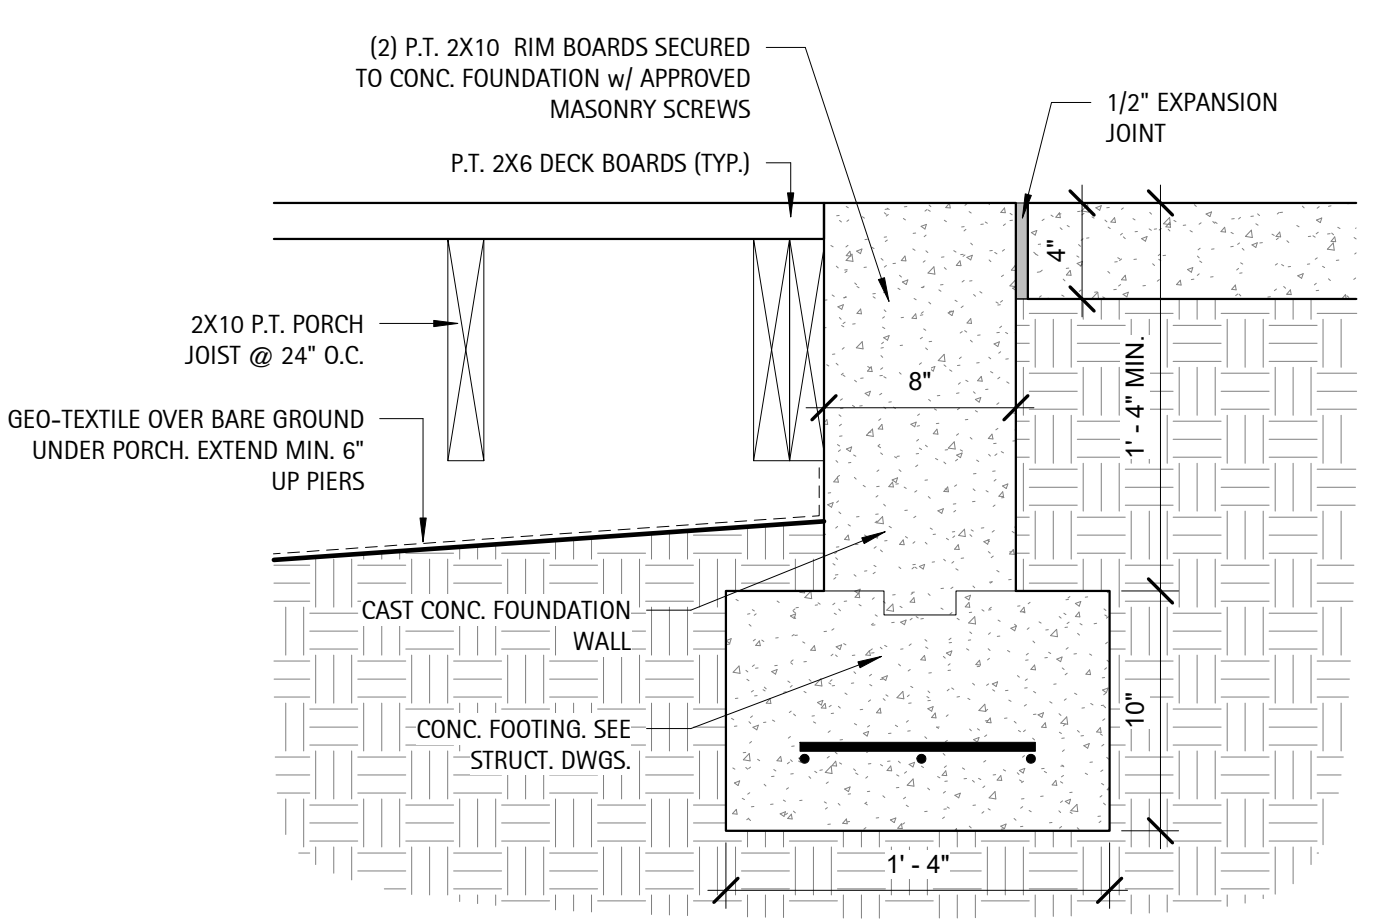 (2) P.T. 2X10 RIM BOARDS SECURED
TO CONC. FOUNDATION w/ APPROVED
MASONRY SCREWS
1/2" EXPANSION
JOINT
P.T. 2X6 DECK BOARDS (TYP.)
4"
2X10 P.T. PORCH
JOIST @ 24" O.C.
1' - 4" MIN.
8"
GEO-TEXTILE OVER BARE GROUND
UNDER PORCH. EXTEND MIN. 6"
UP PIERS
CAST CONC. FOUNDATION
WALL
10"
CONC. FOOTING. SEE
STRUCT. DWGS.
1' - 4"